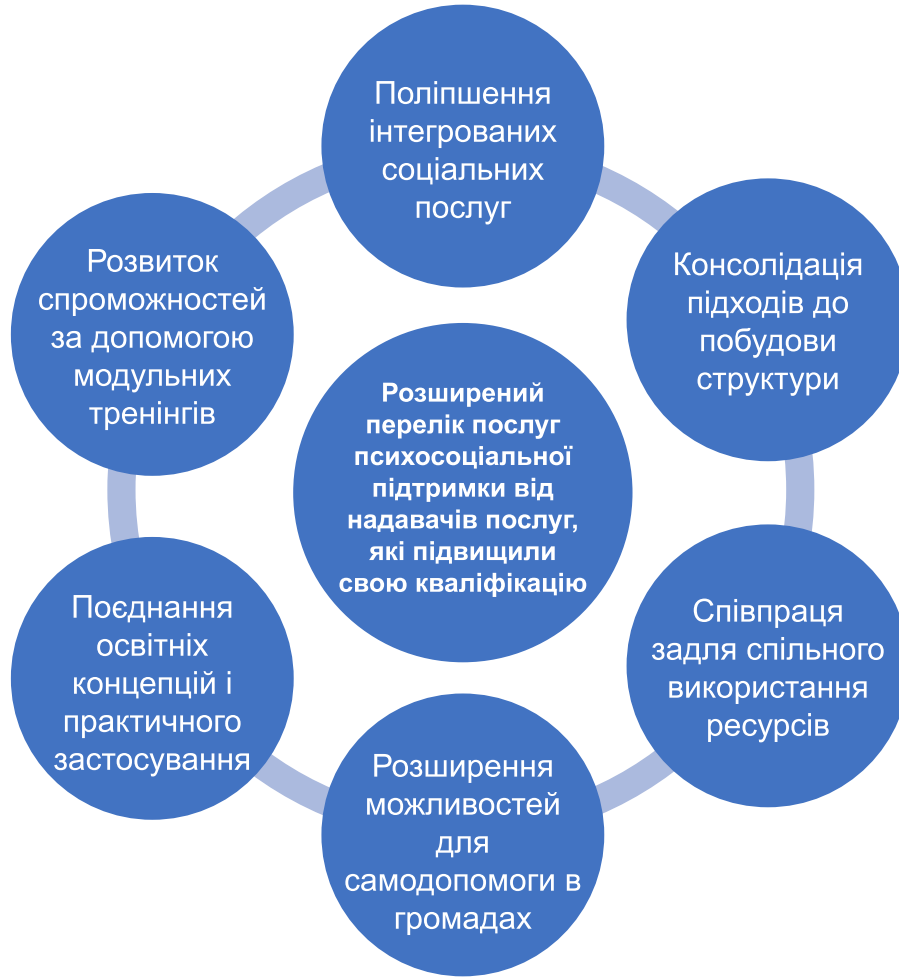 Поліпшення
інтегрованих
соціальних
послуг
Консолідація
підходів до
побудови
структури
Співпраця
задля спільного
використання
ресурсів
Розширення
можливостей
для
самодопомоги в
громадах
Поєднання
освітніх
концепцій і
практичного
застосування
Розвиток
спроможностей
за допомогою
модульних
тренінгів
Розширений
перелік послуг
психосоціальної
підтримки від
надавачів послуг,
які підвищили
свою кваліфікацію